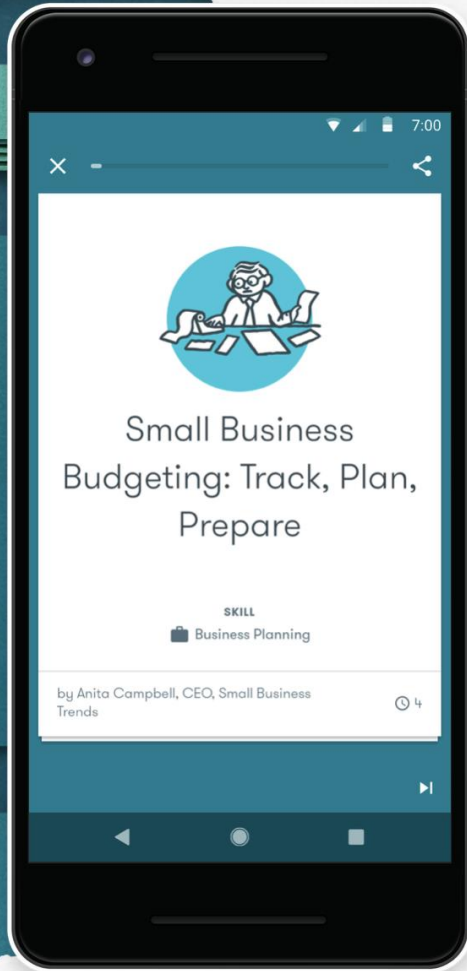 7:00
Small Business
Budgeting: Track, Plan,
Prepare
SKILL
Business Planning
by Anita Campbell, CEO, Small Business
Trends
4